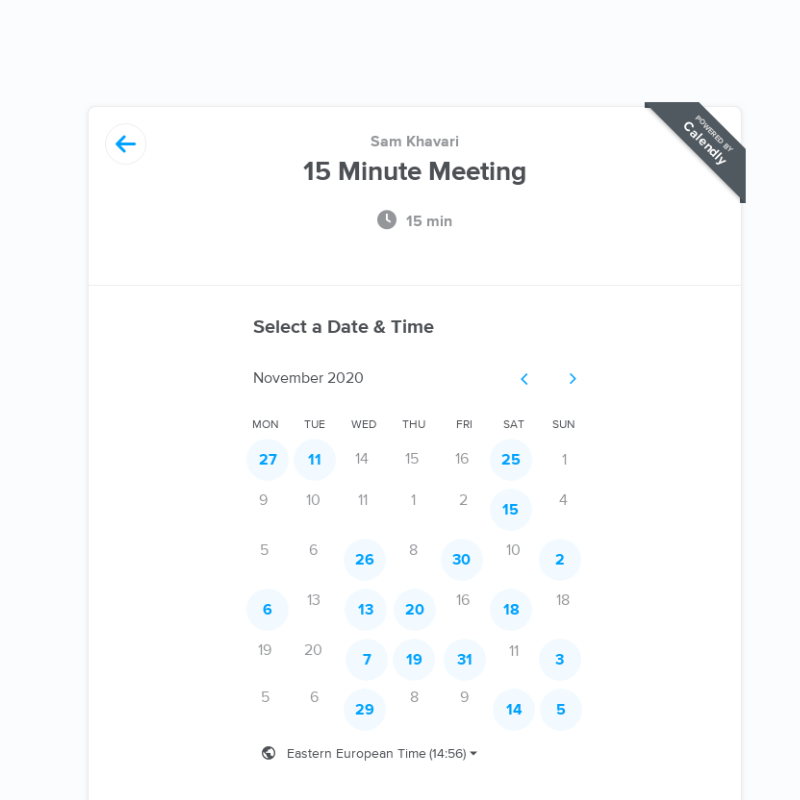 POWERED BY
Calendly
Sam Khavari
15 Minute Meeting
15 min
Select a Date & Time
November 2020
MON TUE WED THU FRI SAT SUN
27 11 14 15 16 25 1
9 10 11 1 2 15 4
5 6 26 8 30 10 2
6 13 13 20 16 18 18
19 20 7 19 31 11 3
5 6 29 8 9 14 5
Eastern European Time (14:56)